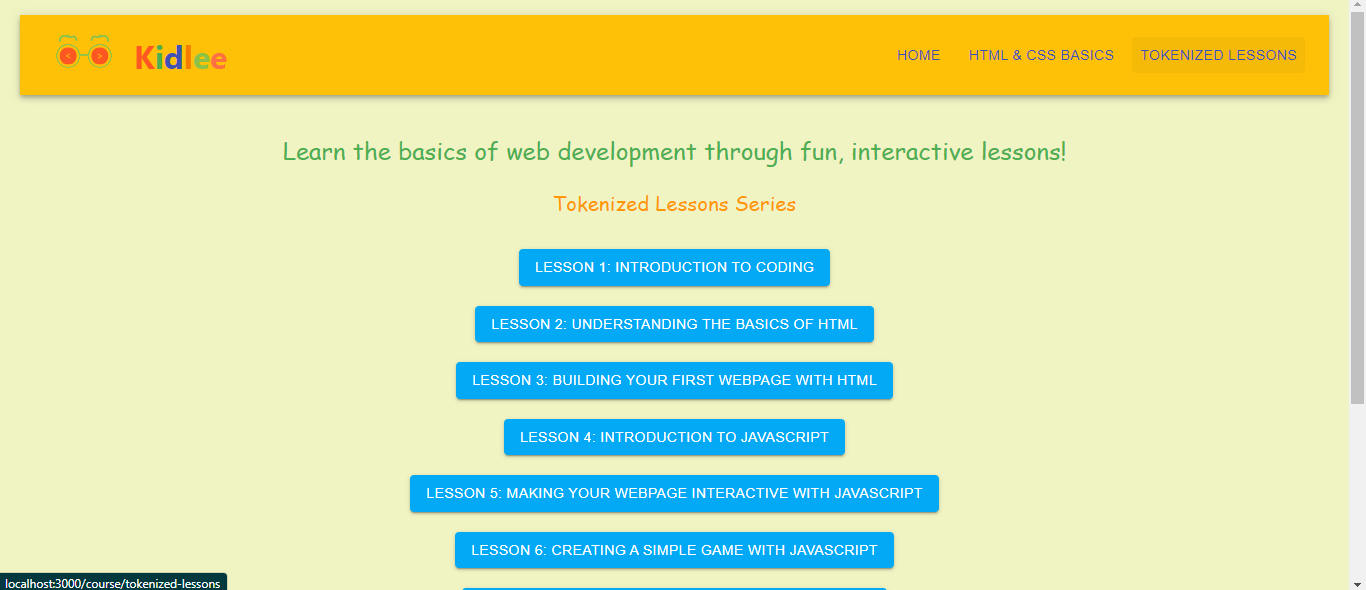 < > Kidlee HOME HTML & CSS BASICS TOKENIZED LESSONS
Learn the basics of web development through fun, interactive lessons!
Tokenized Lessons Series
LESSON 1: INTRODUCTION TO CODING
LESSON 2: UNDERSTANDING THE BASICS OF HTML
LESSON 3: BUILDING YOUR FIRST WEBPAGE WITH HTML
LESSON 4: INTRODUCTION TO JAVASCRIPT
LESSON 5: MAKING YOUR WEBPAGE INTERACTIVE WITH JAVASCRIPT
LESSON 6: CREATING A SIMPLE GAME WITH JAVASCRIPT
localhost:3000/course/tokenized-lessons